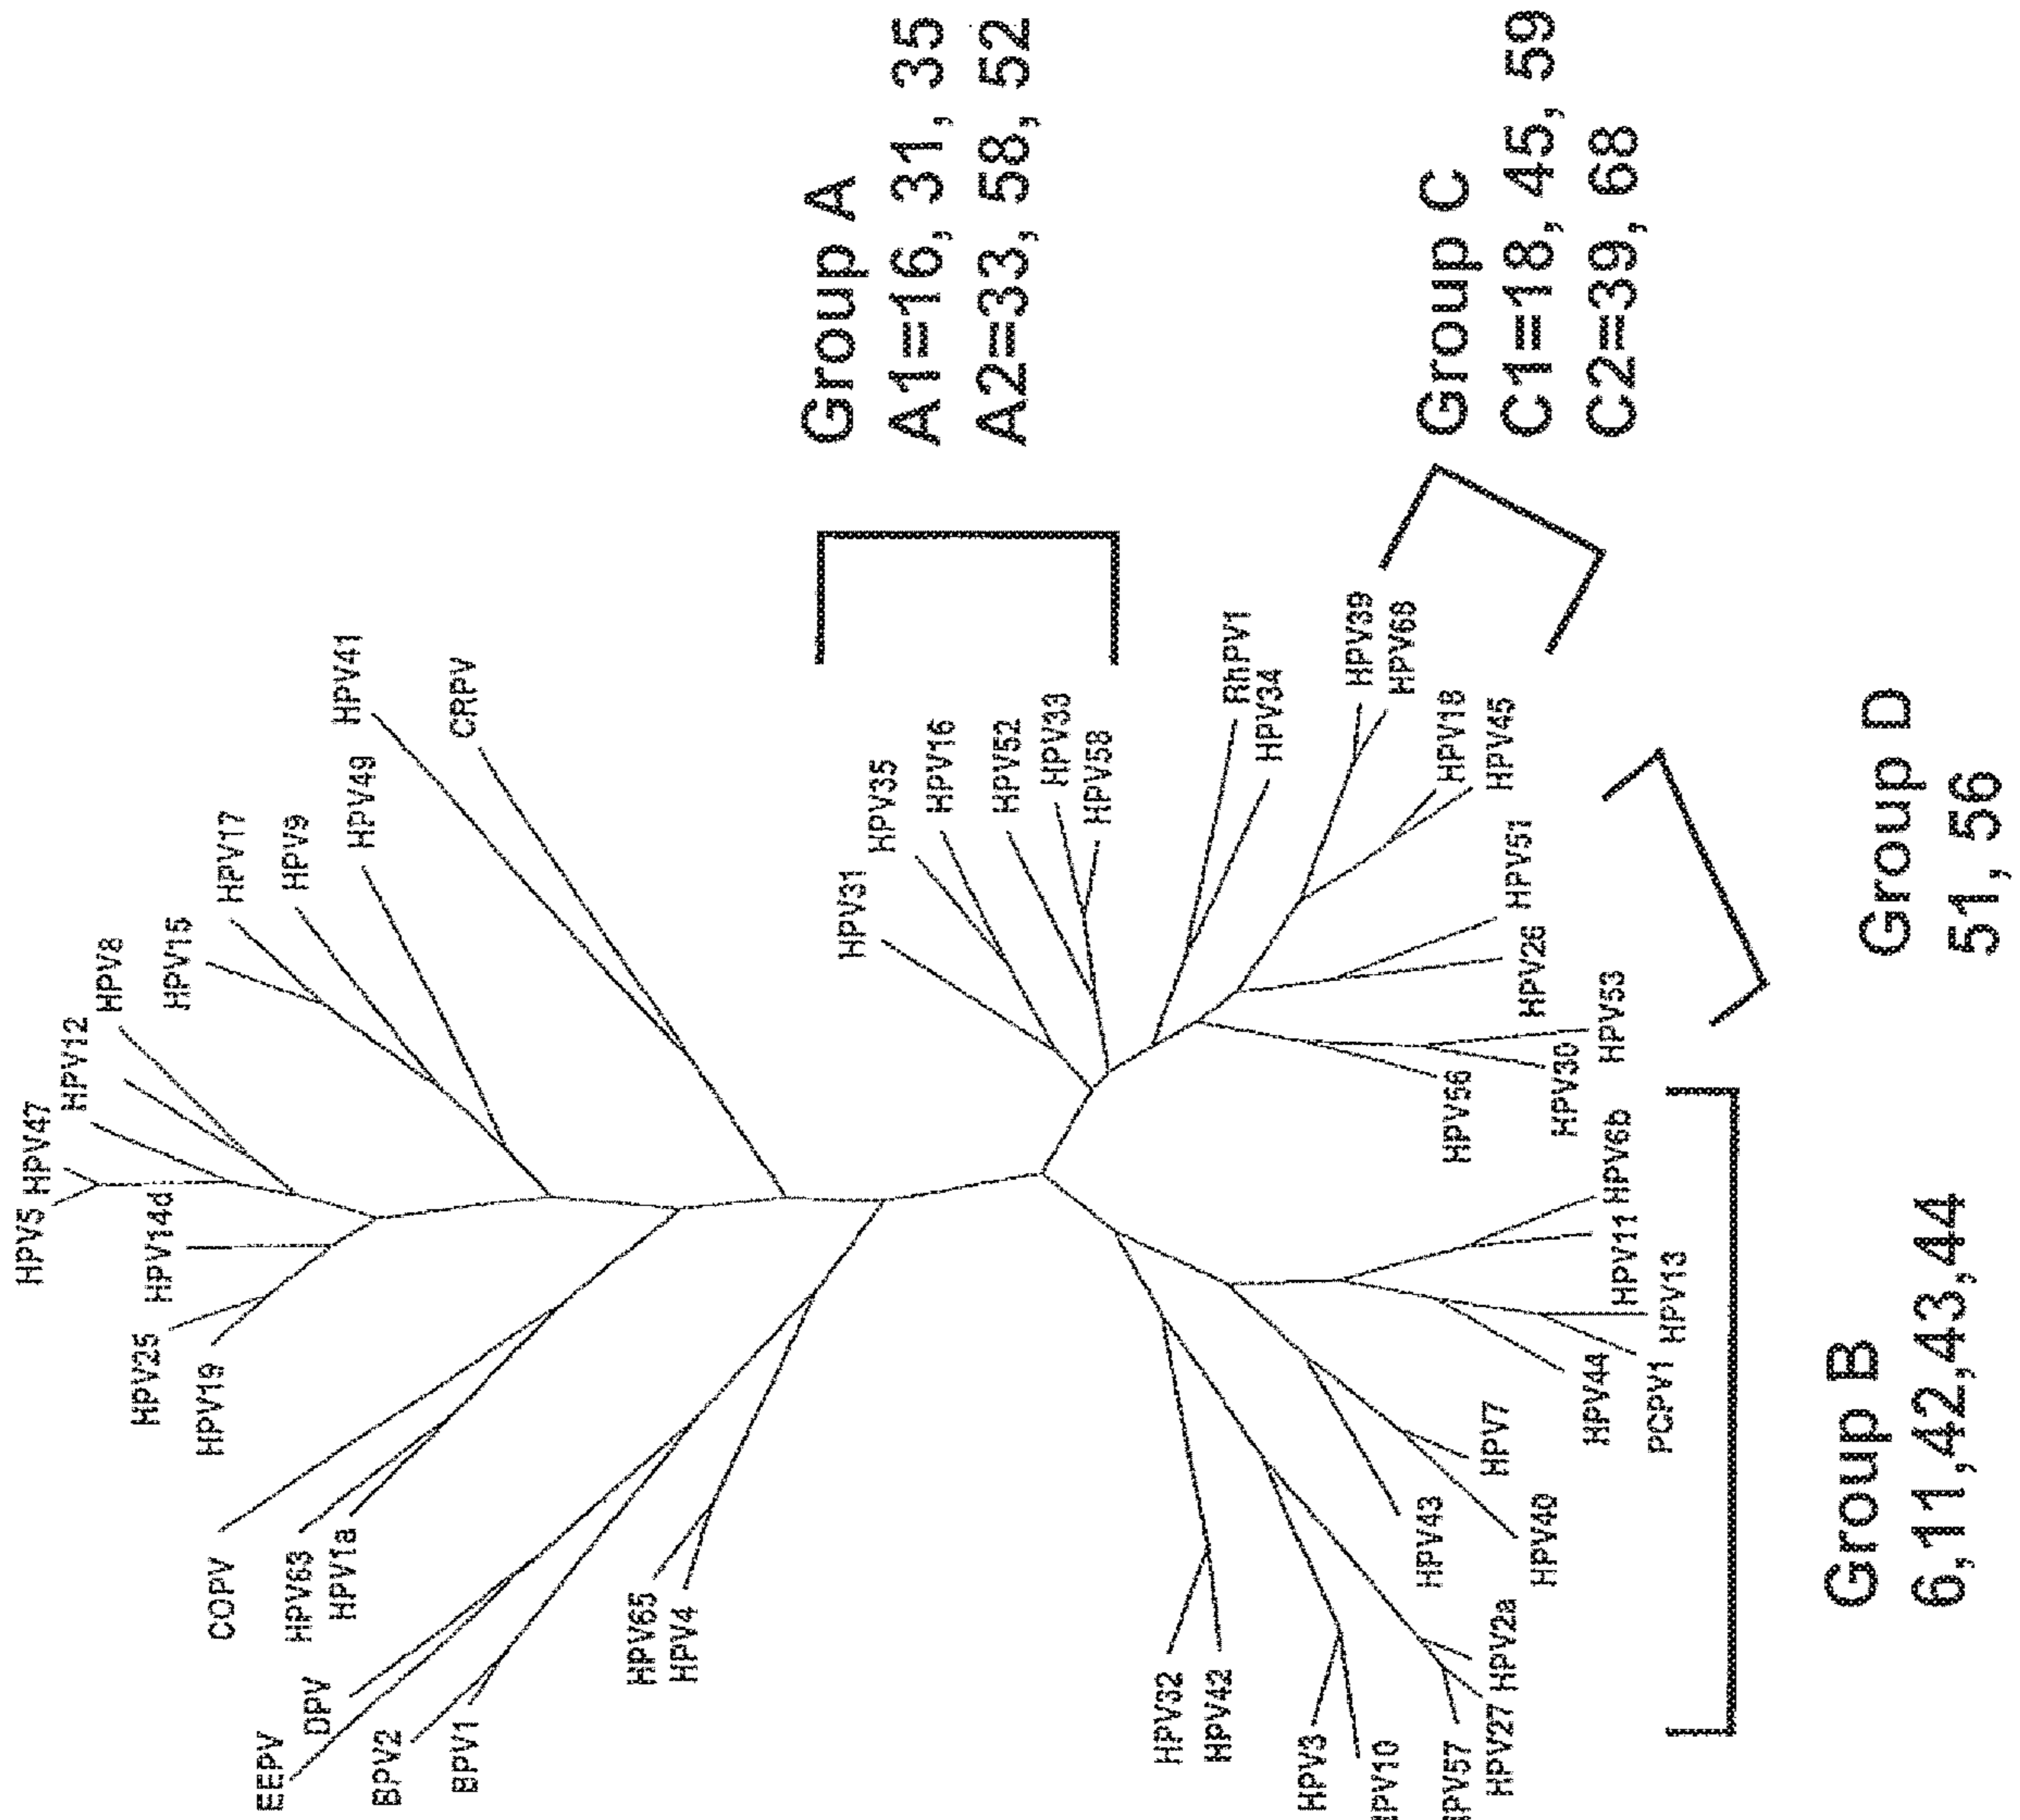 HPV5
HPV47
HPV12
HPV8
HPV15
HPV17
HPV9
HPV49
HPV41
CRPV
HPV14d
HPV25
HPV19
COPV
HPV63
HPV1a
EEPV
DPV
BPV2
BPV1
HPV65
HPV4
HPV31
HPV35
HPV16
HPV52
HPV33
HPV58
RhPV1
HPV34
HPV39
HPV68
HPV18
HPV45
HPV51
HPV26
HPV53
HPV30
HPV56
HPV6b
HPV11
HPV13
PCPV1
HPV44
HPV7
HPV40
HPV43
HPV32
HPV42
HPV3
HPV10
HPV57
HPV27
HPV2a
Group A
A1=16, 31, 35
A2=33, 58, 52
Group C
C1=18, 45, 59
C2=39, 68
Group D
51, 56
Group B
6,11,42,43,44